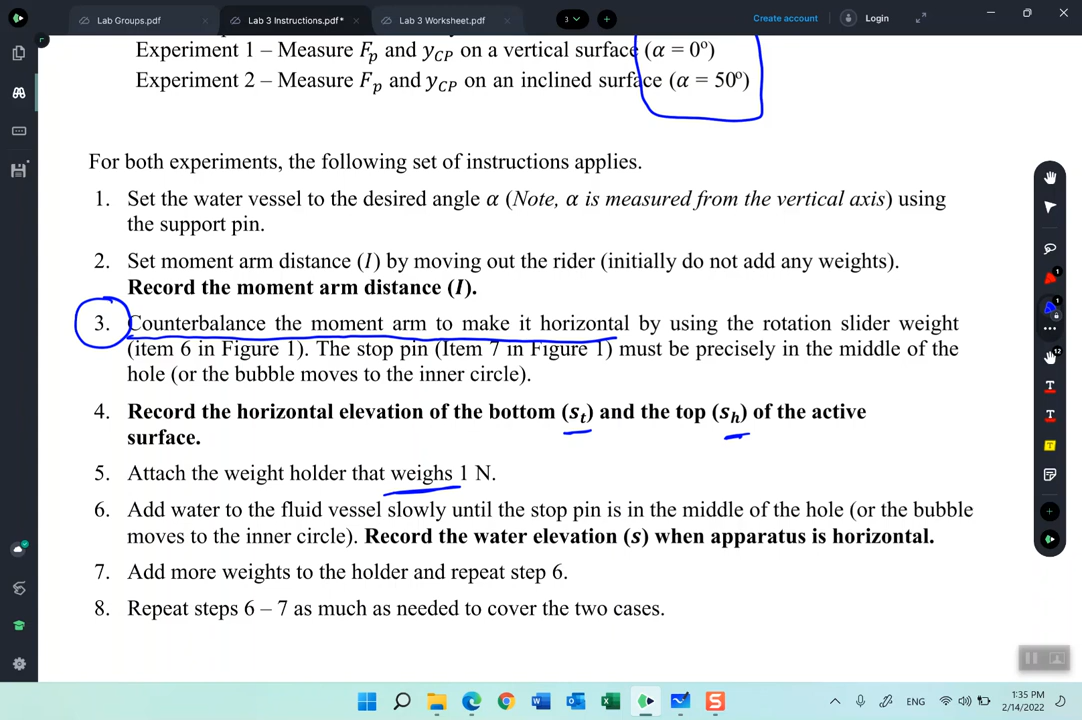 Lab Groups.pdf
Lab 3 Instructions.pdf*
Lab 3 Worksheet.pdf
3
Create account
Login
Experiment 1 – Measure Fp and yCP on a vertical surface (α = 0º)
Experiment 2 – Measure Fp and yCP on an inclined surface (α = 50º)
For both experiments, the following set of instructions applies.
1. Set the water vessel to the desired angle α (Note, α is measured from the vertical axis) using
the support pin.
2. Set moment arm distance (I) by moving out the rider (initially do not add any weights).
Record the moment arm distance (I).
3. Counterbalance the moment arm to make it horizontal by using the rotation slider weight
(item 6 in Figure 1). The stop pin (Item 7 in Figure 1) must be precisely in the middle of the
hole (or the bubble moves to the inner circle).
4. Record the horizontal elevation of the bottom (st) and the top (sh) of the active
surface.
5. Attach the weight holder that weighs 1 N.
6. Add water to the fluid vessel slowly until the stop pin is in the middle of the hole (or the bubble
moves to the inner circle). Record the water elevation (s) when apparatus is horizontal.
7. Add more weights to the holder and repeat step 6.
8. Repeat steps 6 – 7 as much as needed to cover the two cases.
1
1
12
T
T
T
ENG
1:35 PM
2/14/2022